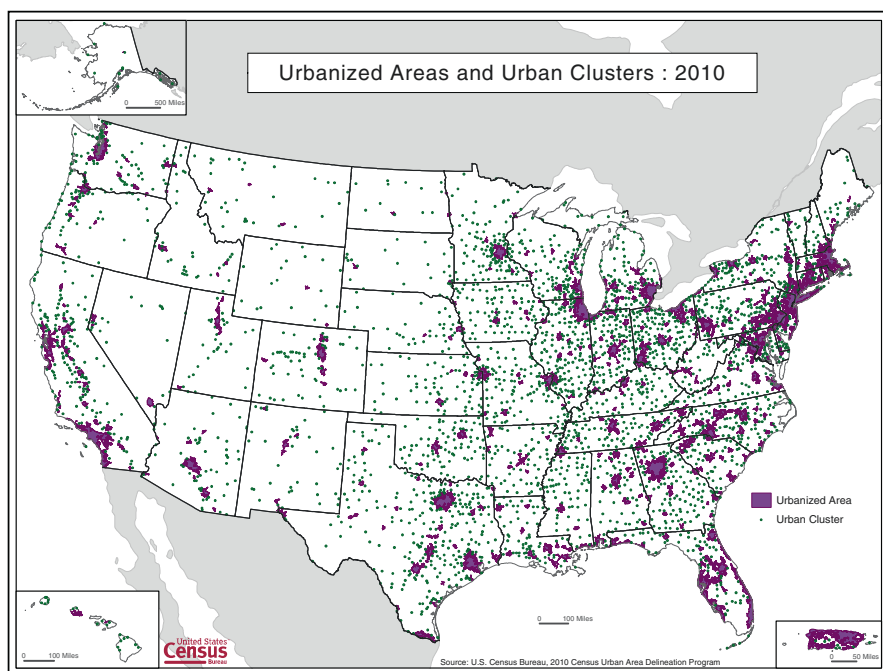 0 500 Miles
Urbanized Areas and Urban Clusters : 2010
Urbanized Area
Urban Cluster
0 100 Miles
0 100 Miles
United States
Census
Bureau
Source: U.S. Census Bureau, 2010 Census Urban Area Delineation Program
0 50 Miles